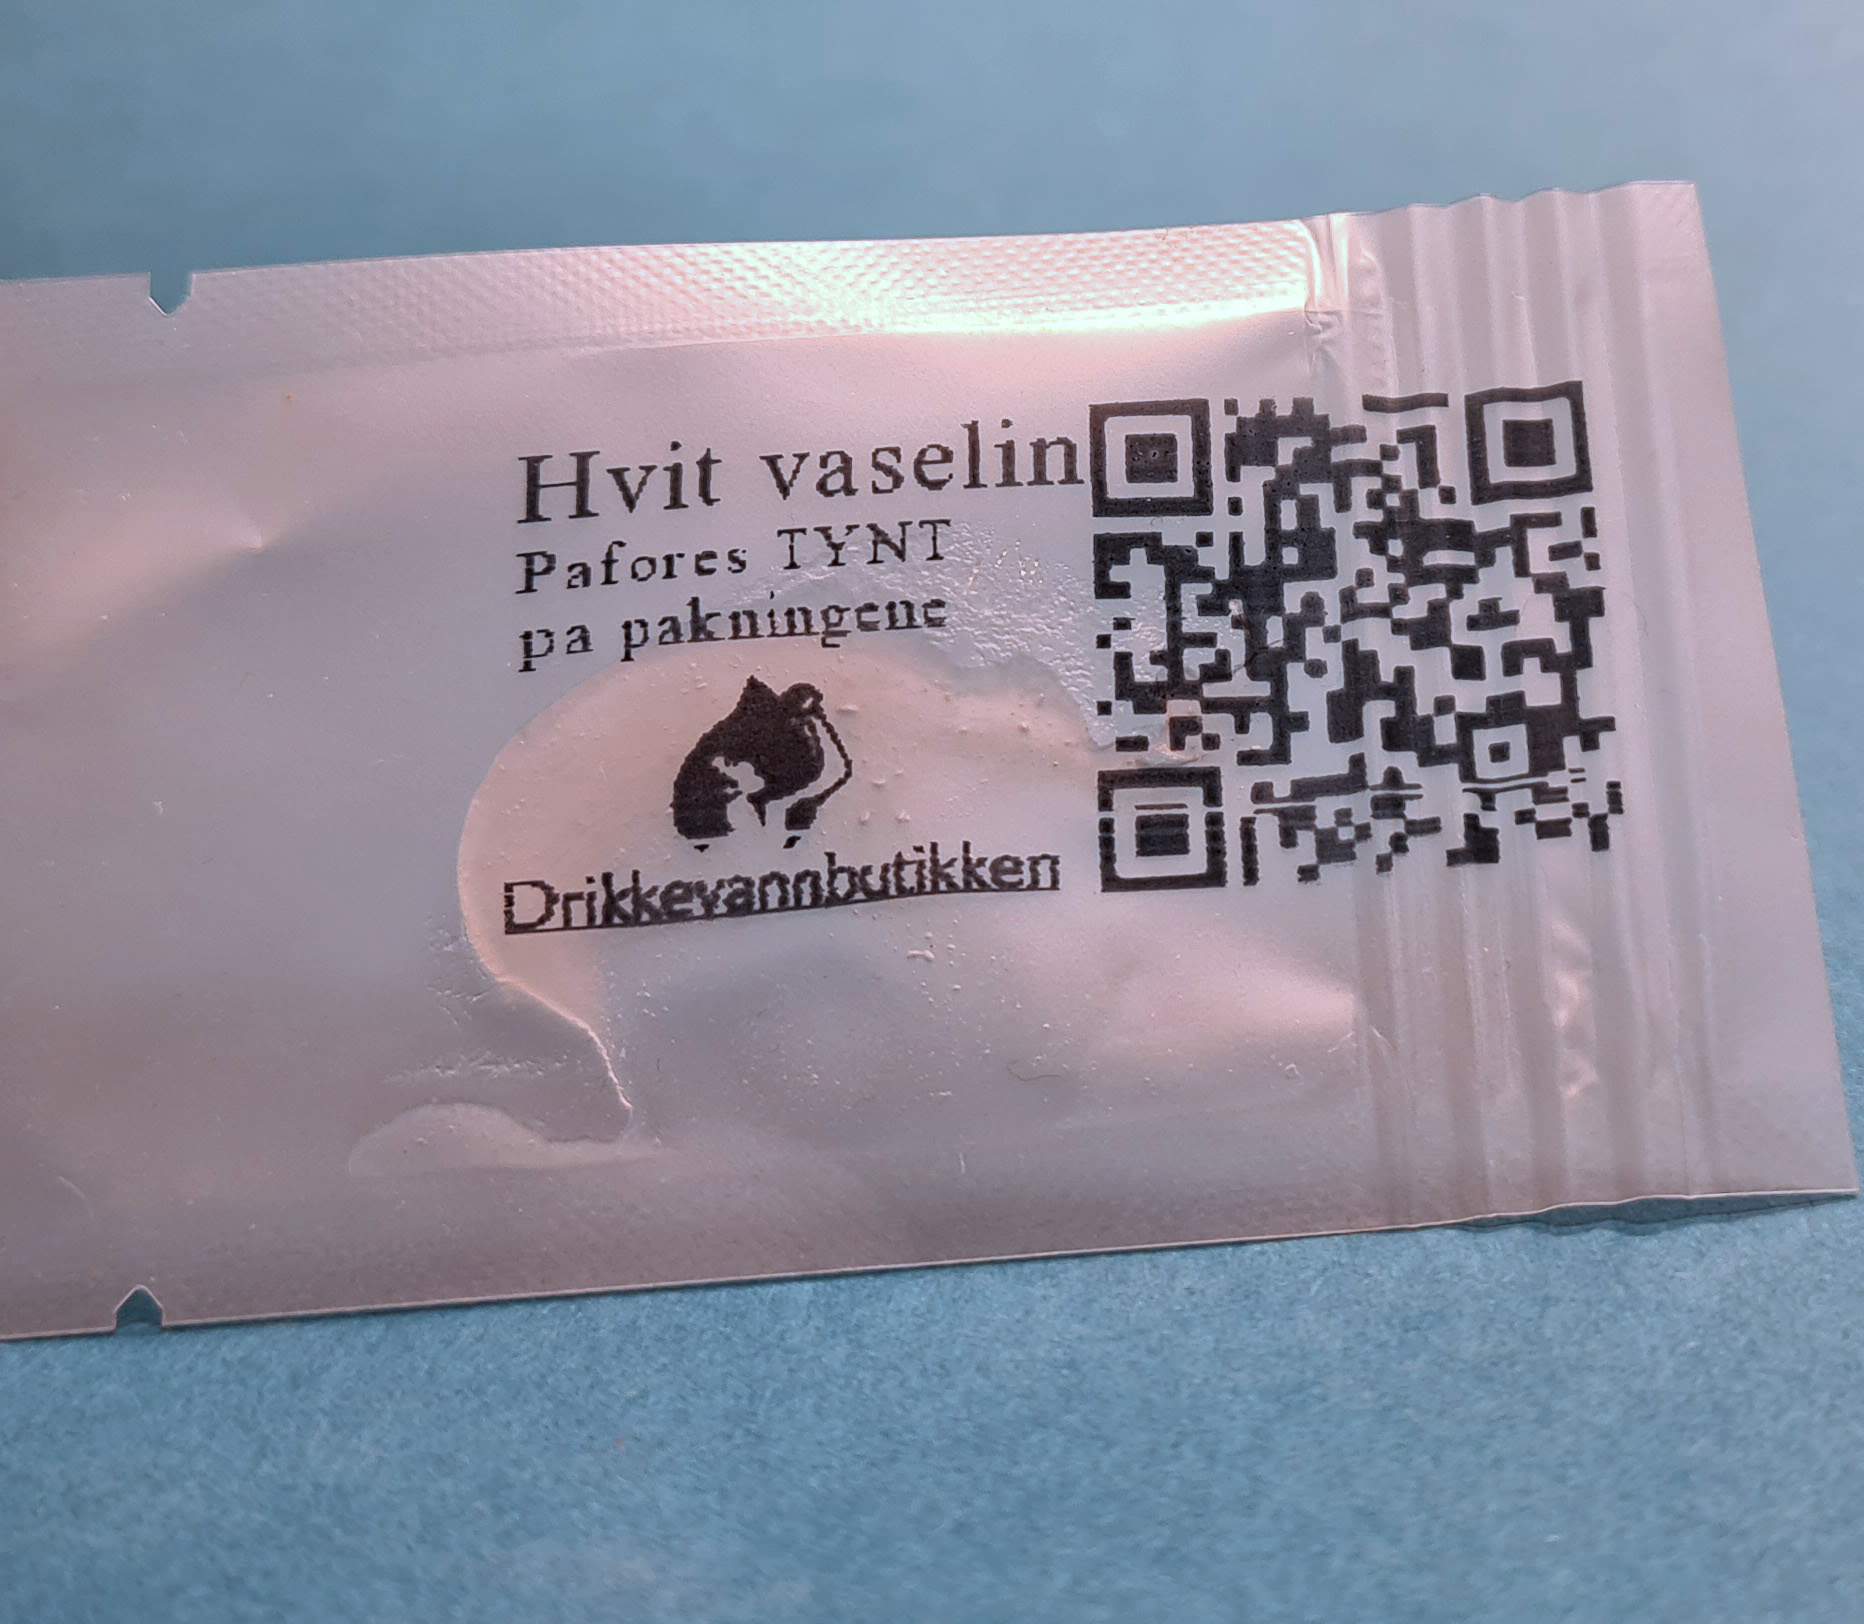 Hvit vaselin
Pafores TYNT
pa pakningene
Drikkevannbutikken